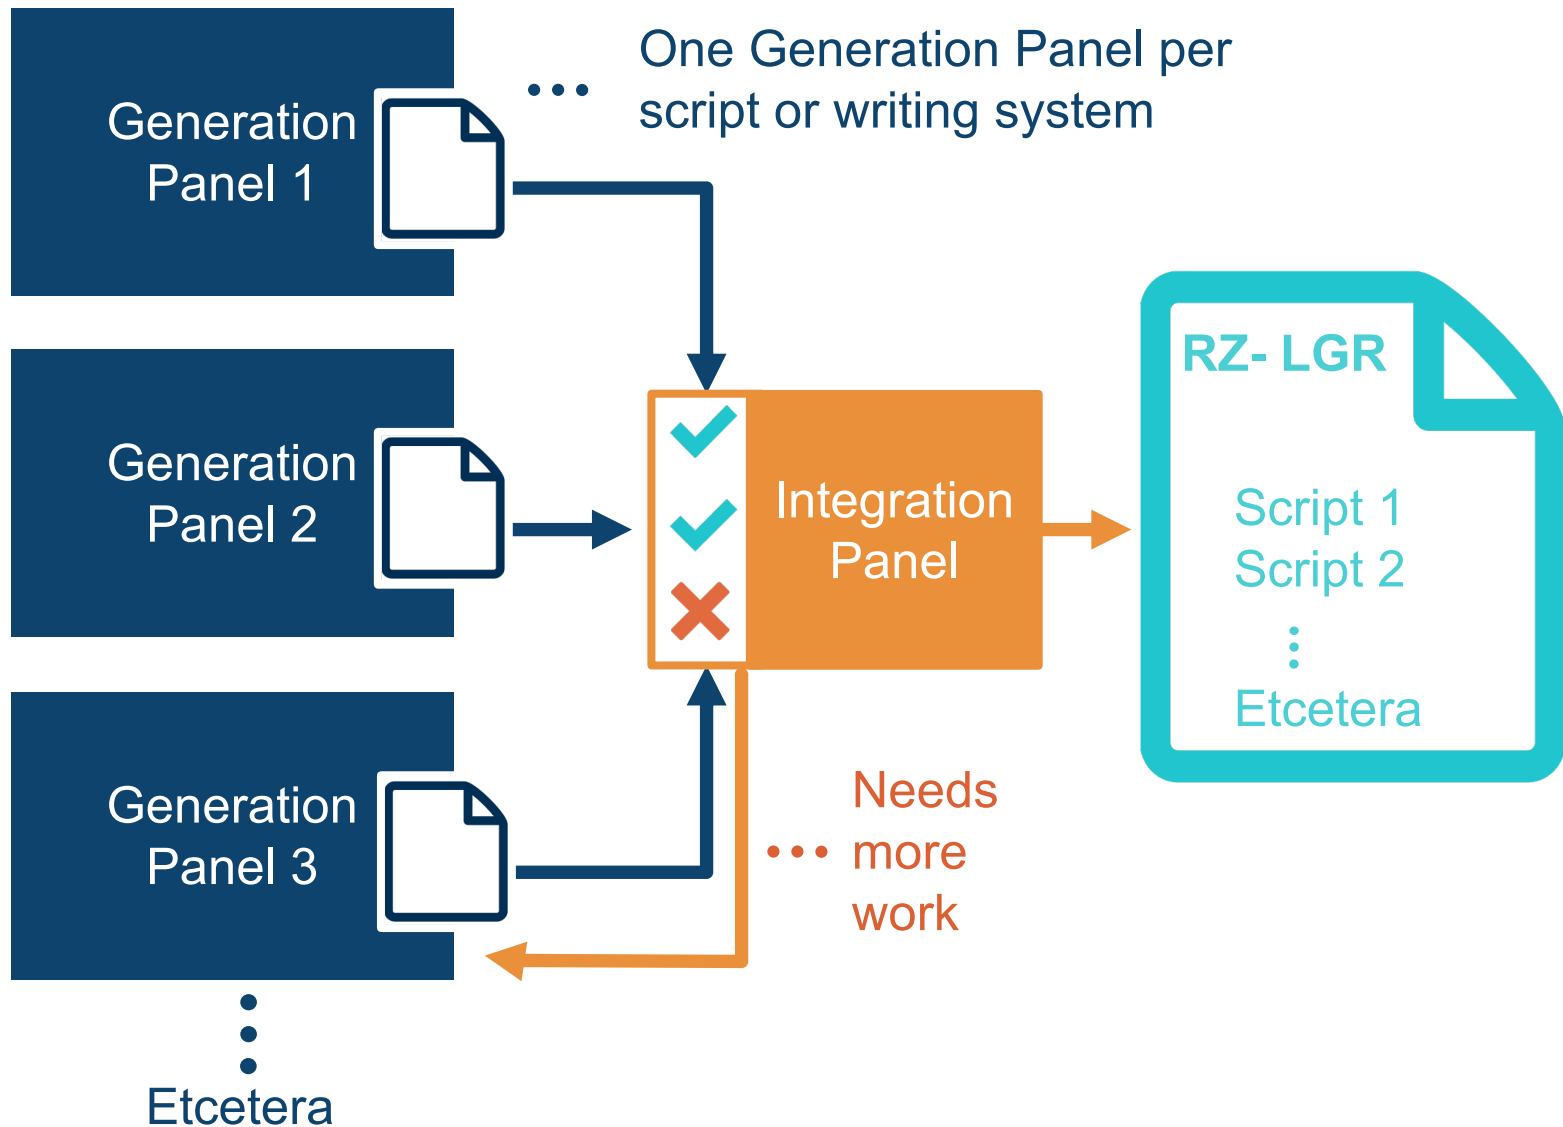 Generation
Panel 1
One Generation Panel per
script or writing system
Generation
Panel 2
Generation
Panel 3
Etcetera
Integration
Panel
Needs
more
work
RZ- LGR
Script 1
Script 2
Etcetera